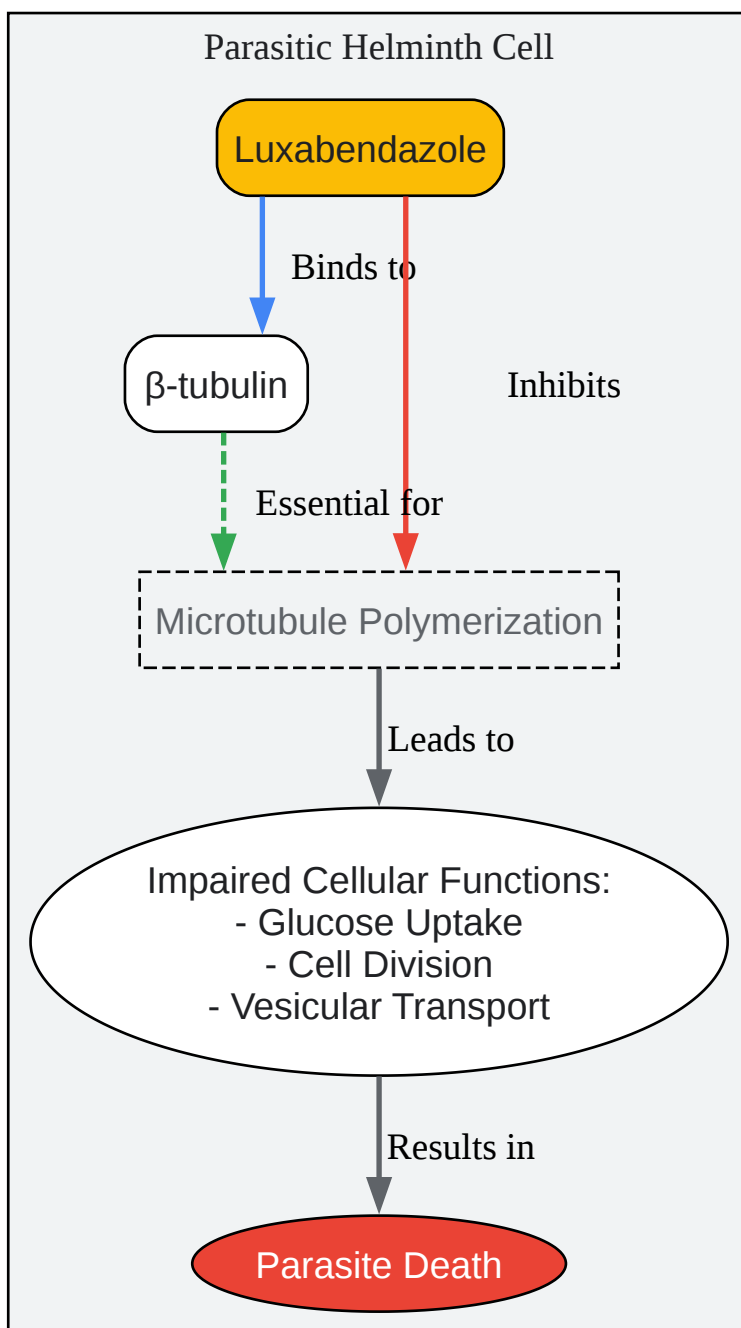 Parasitic Helminth Cell
Luxabendazole
Binds to
β-tubulin
Inhibits
Essential for
Microtubule Polymerization
Leads to
Impaired Cellular Functions:
- Glucose Uptake
- Cell Division
- Vesicular Transport
Results in
Parasite Death